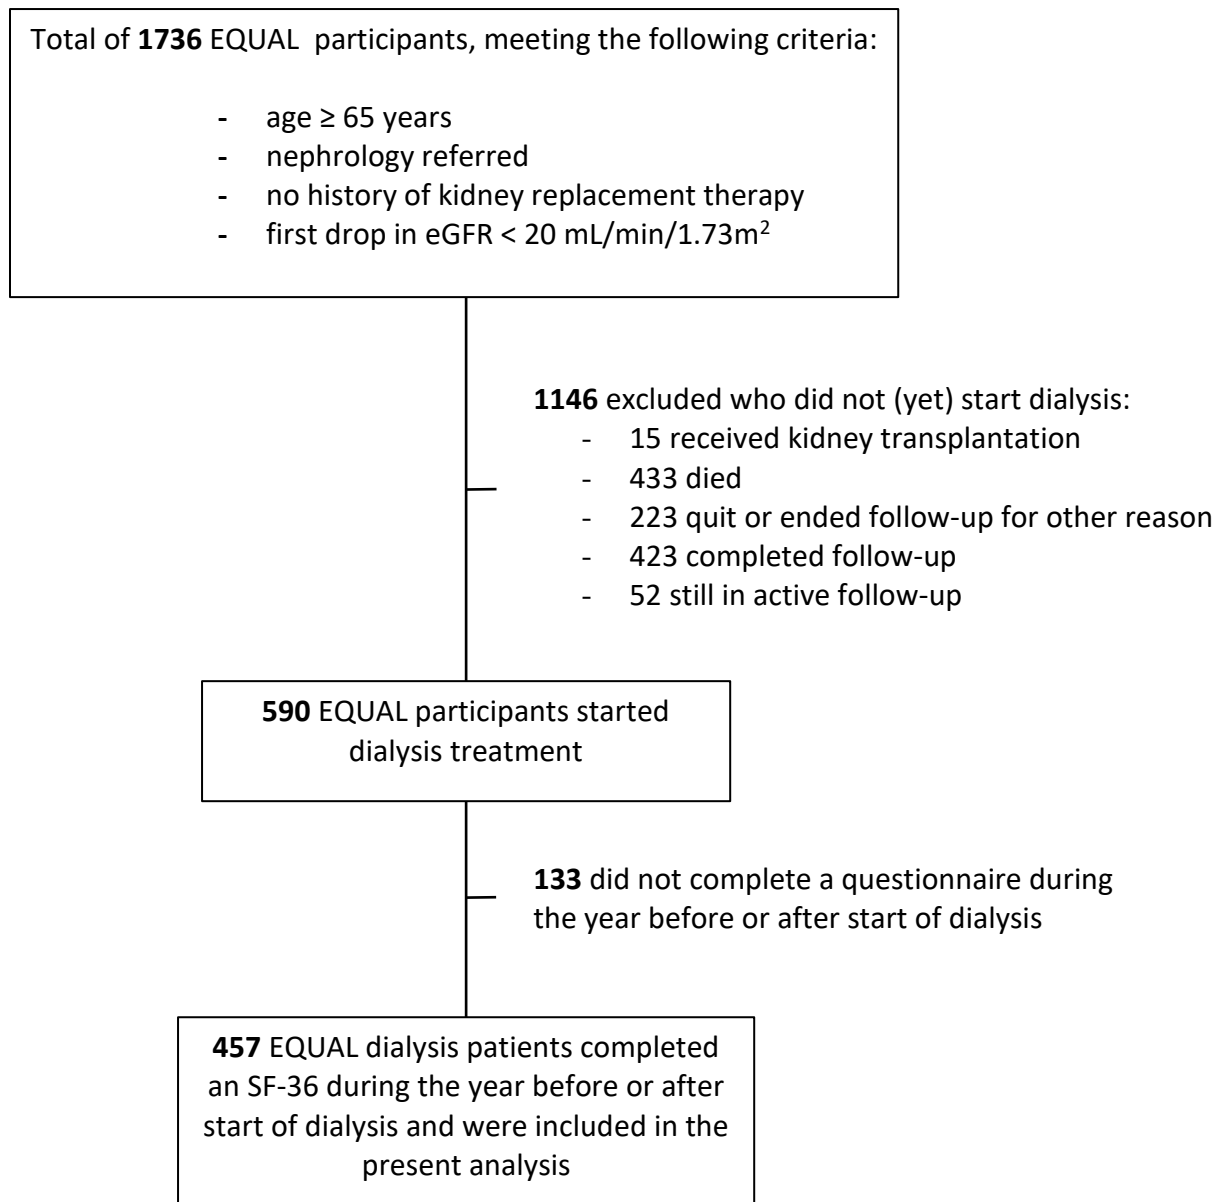 Total of 1736 EQUAL  participants, meeting the following criteria:
- age ≥ 65 years
- nephrology referred
- no history of kidney replacement therapy
- first drop in eGFR < 20 mL/min/1.73m²
1146 excluded who did not (yet) start dialysis:
- 15 received kidney transplantation
- 433 died
- 223 quit or ended follow-up for other reason
- 423 completed follow-up
- 52 still in active follow-up
590 EQUAL participants started
dialysis treatment
133 did not complete a questionnaire during
the year before or after start of dialysis
457 EQUAL dialysis patients completed
an SF-36 during the year before or after
start of dialysis and were included in the
present analysis